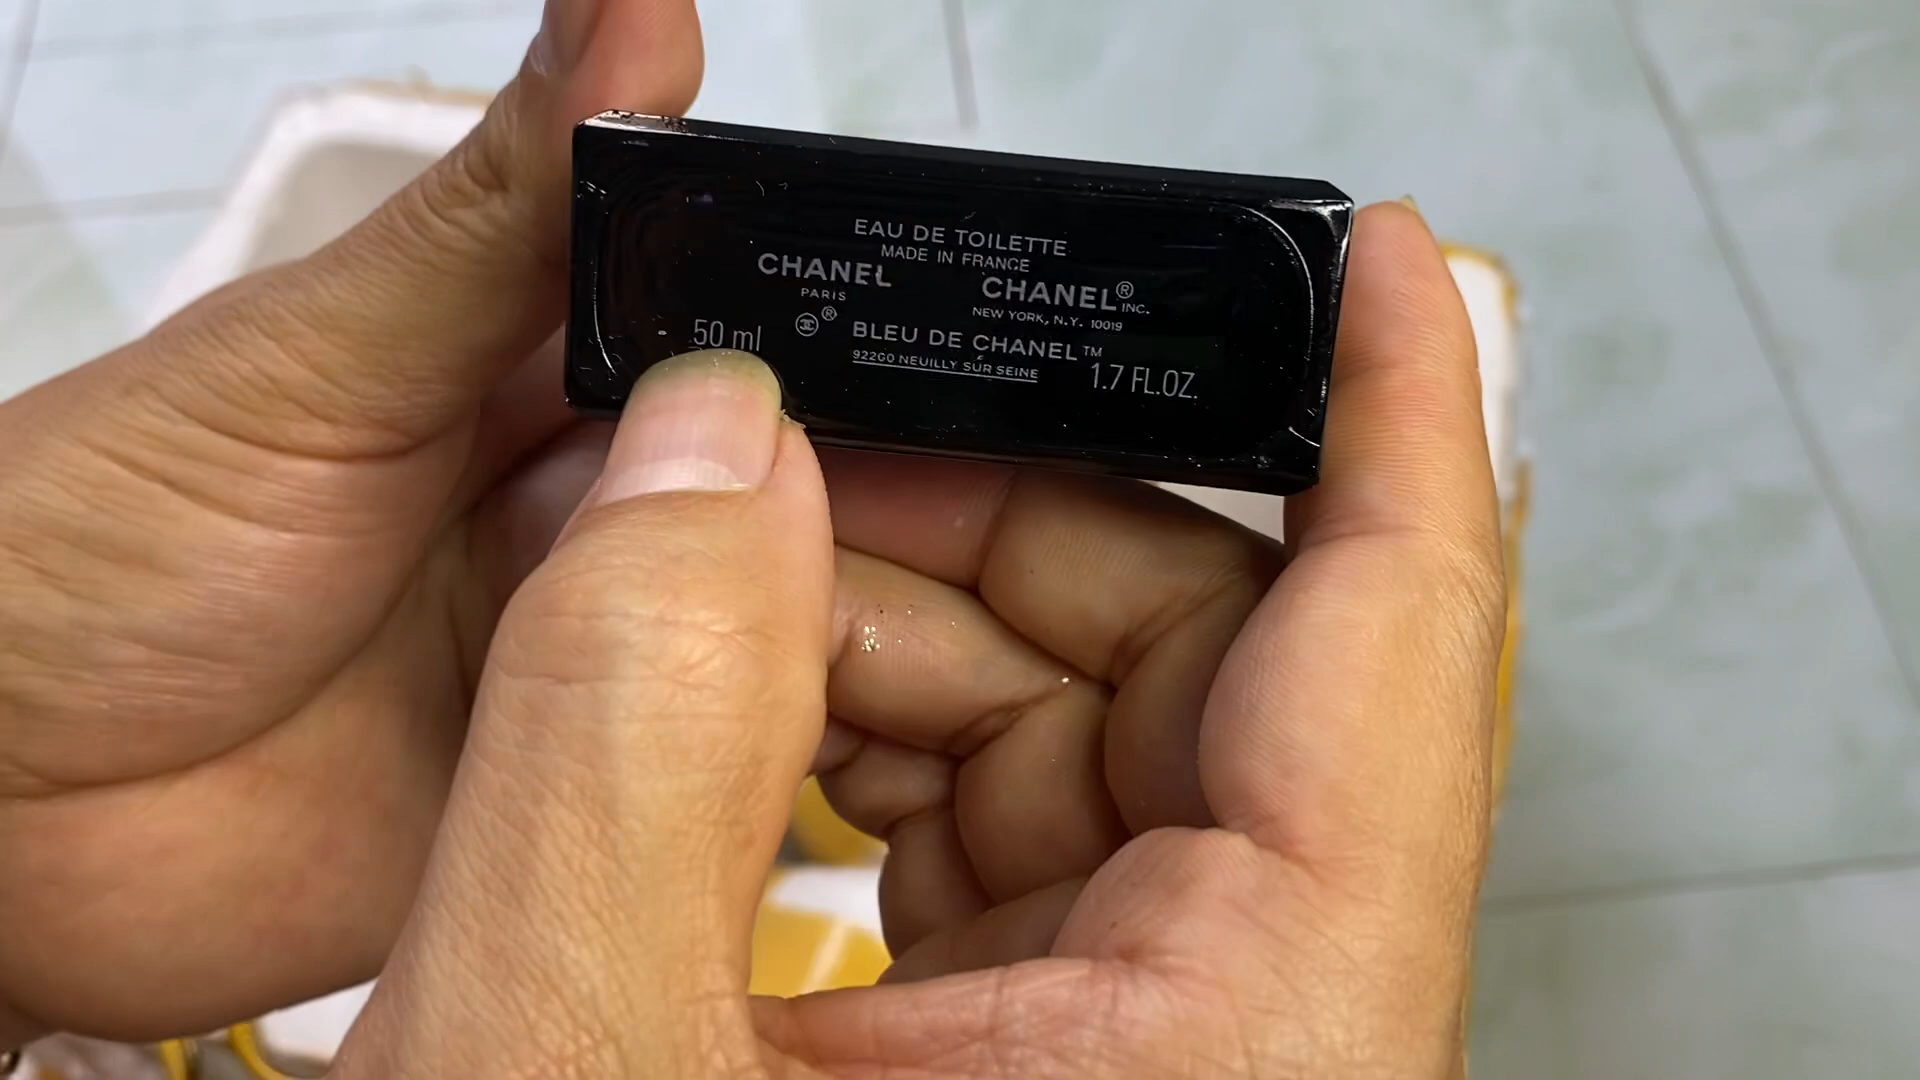 EAU DE TOILETTE
MADE IN FRANCE
CHANEL
PARIS
CHANEL®
INC.
NEW YORK, N.Y. 10019
50 ml
®
BLEU DE CHANEL™
92200 NEUILLY SUR SEINE
1.7 FL.OZ.